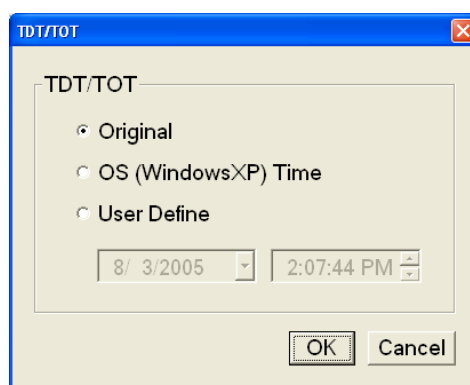 TDT/TOT
TDT/TOT
Original
OS (WindowsXP) Time
User Define
8/ 3/2005 2:07:44 PM
OK Cancel